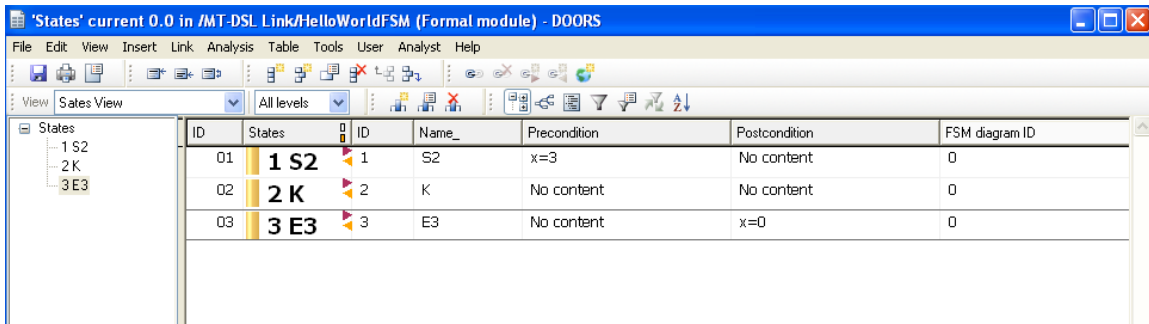 'States' current 0.0 in /MT-DSL Link/HelloWorldFSM (Formal module) - DOORS
File Edit View Insert Link Analysis Table Tools User Analyst Help
View Sates View All levels
States
1 S2
2 K
3 E3
ID States ID Name_ Precondition Postcondition FSM diagram ID
01 1 S2 1 S2 x=3 No content 0
02 2 K 2 K No content No content 0
03 3 E3 3 E3 No content x=0 0